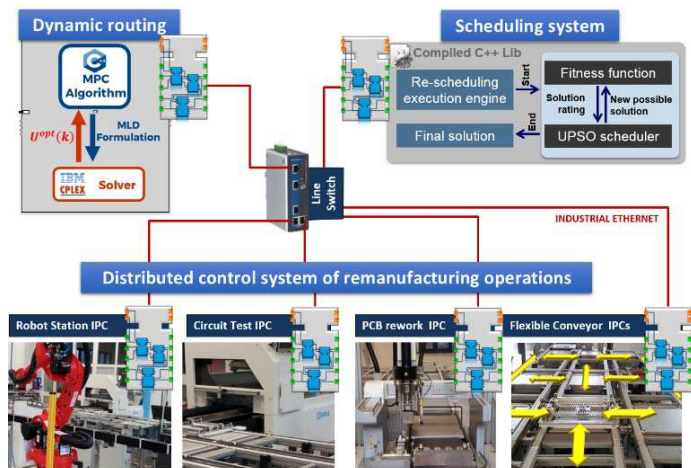 Dynamic routing
MPC
Algorithm
U^opt(k)
MLD
Formulation
IBM
CPLEX
Solver
Scheduling system
Compiled C++ Lib
Re-scheduling
execution engine
Start
Fitness function
Solution
rating
New possible
solution
Final solution
End
UPSO scheduler
Line
Switch
INDUSTRIAL ETHERNET
Distributed control system of remanufacturing operations
Robot Station IPC
Circuit Test IPC
PCB rework IPC
Flexible Conveyor IPCs